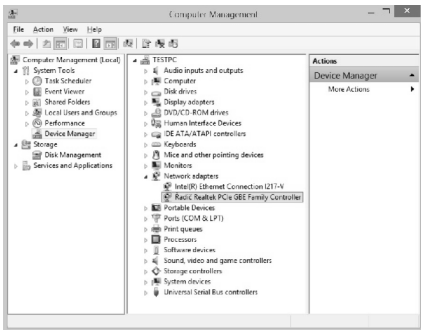 Computer Management
File Action View Help
Computer Management (Local)
System Tools
Task Scheduler
Event Viewer
Shared Folders
Local Users and Groups
Performance
Device Manager
Storage
Disk Management
Services and Applications
TESTPC
Audio inputs and outputs
Computer
Disk drives
Display adapters
DVD/CD-ROM drives
Human Interface Devices
IDE ATA/ATAPI controllers
Keyboards
Mice and other pointing devices
Monitors
Network adapters
Intel(R) Ethernet Connection I217-V
Radič Realtek PCIe GBE Family Controller
Portable Devices
Ports (COM & LPT)
Print queues
Processors
Software devices
Sound, video and game controllers
Storage controllers
System devices
Universal Serial Bus controllers
Actions
Device Manager
More Actions